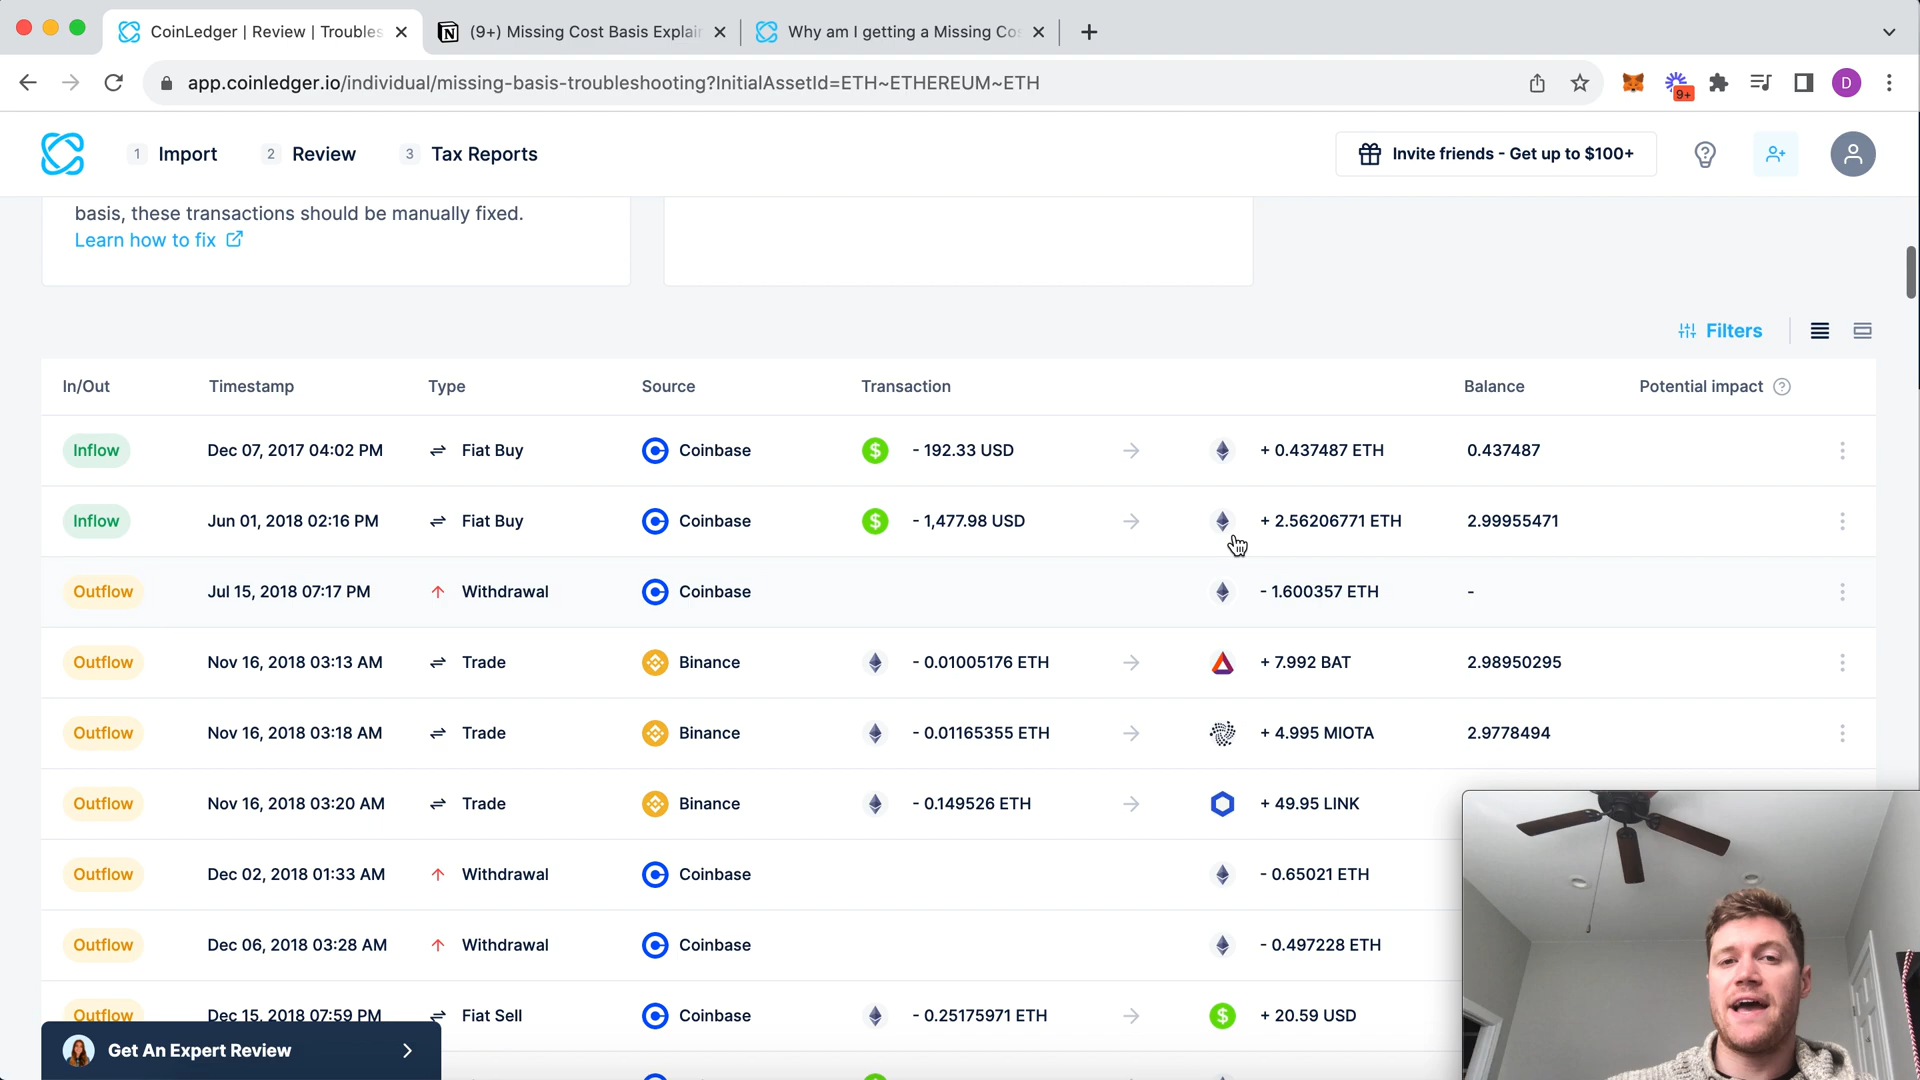 CoinLedger | Review | Troubles
(9+) Missing Cost Basis Explai
Why am I getting a Missing Co
app.coinledger.io/individual/missing-basis-troubleshooting?InitialAssetId=ETH~ETHEREUM~ETH
9+
D
1 Import 2 Review 3 Tax Reports
Invite friends - Get up to $100+
basis, these transactions should be manually fixed.
Learn how to fix
Filters
In/Out Timestamp Type Source Transaction Balance Potential impact ?
Inflow Dec 07, 2017 04:02 PM Fiat Buy Coinbase $ - 192.33 USD + 0.437487 ETH 0.437487
Inflow Jun 01, 2018 02:16 PM Fiat Buy Coinbase $ - 1,477.98 USD + 2.56206771 ETH 2.99955471
Outflow Jul 15, 2018 07:17 PM Withdrawal Coinbase - 1.600357 ETH -
Outflow Nov 16, 2018 03:13 AM Trade Binance - 0.01005176 ETH + 7.992 BAT 2.98950295
Outflow Nov 16, 2018 03:18 AM Trade Binance - 0.01165355 ETH + 4.995 MIOTA 2.9778494
Outflow Nov 16, 2018 03:20 AM Trade Binance - 0.149526 ETH + 49.95 LINK
Outflow Dec 02, 2018 01:33 AM Withdrawal Coinbase - 0.65021 ETH
Outflow Dec 06, 2018 03:28 AM Withdrawal Coinbase - 0.497228 ETH
Outflow Dec 15, 2018 07:59 PM Fiat Sell Coinbase - 0.25175971 ETH $ + 20.59 USD
Get An Expert Review